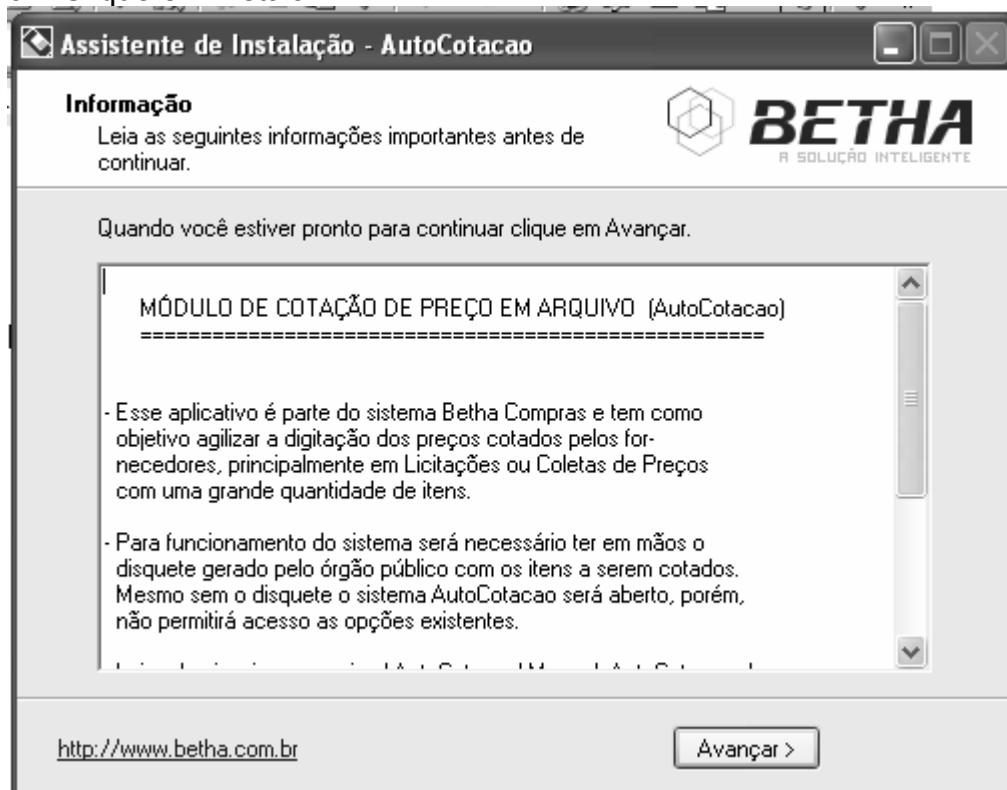 Assistente de Instalação - AutoCotacao
Informação
Leia as seguintes informações importantes antes de
continuar.
BETHA
A SOLUÇÃO INTELIGENTE
Quando você estiver pronto para continuar clique em Avançar.
MÓDULO DE COTAÇÃO DE PREÇO EM ARQUIVO (AutoCotacao)
====================================================
- Esse aplicativo é parte do sistema Betha Compras e tem como
objetivo agilizar a digitação dos preços cotados pelos for-
necedores, principalmente em Licitações ou Coletas de Preços
com uma grande quantidade de itens.
- Para funcionamento do sistema será necessário ter em mãos o
disquete gerado pelo órgão público com os itens a serem cotados.
Mesmo sem o disquete o sistema AutoCotacao será aberto, porém,
não permitirá acesso as opções existentes.
http://www.betha.com.br
Avançar >